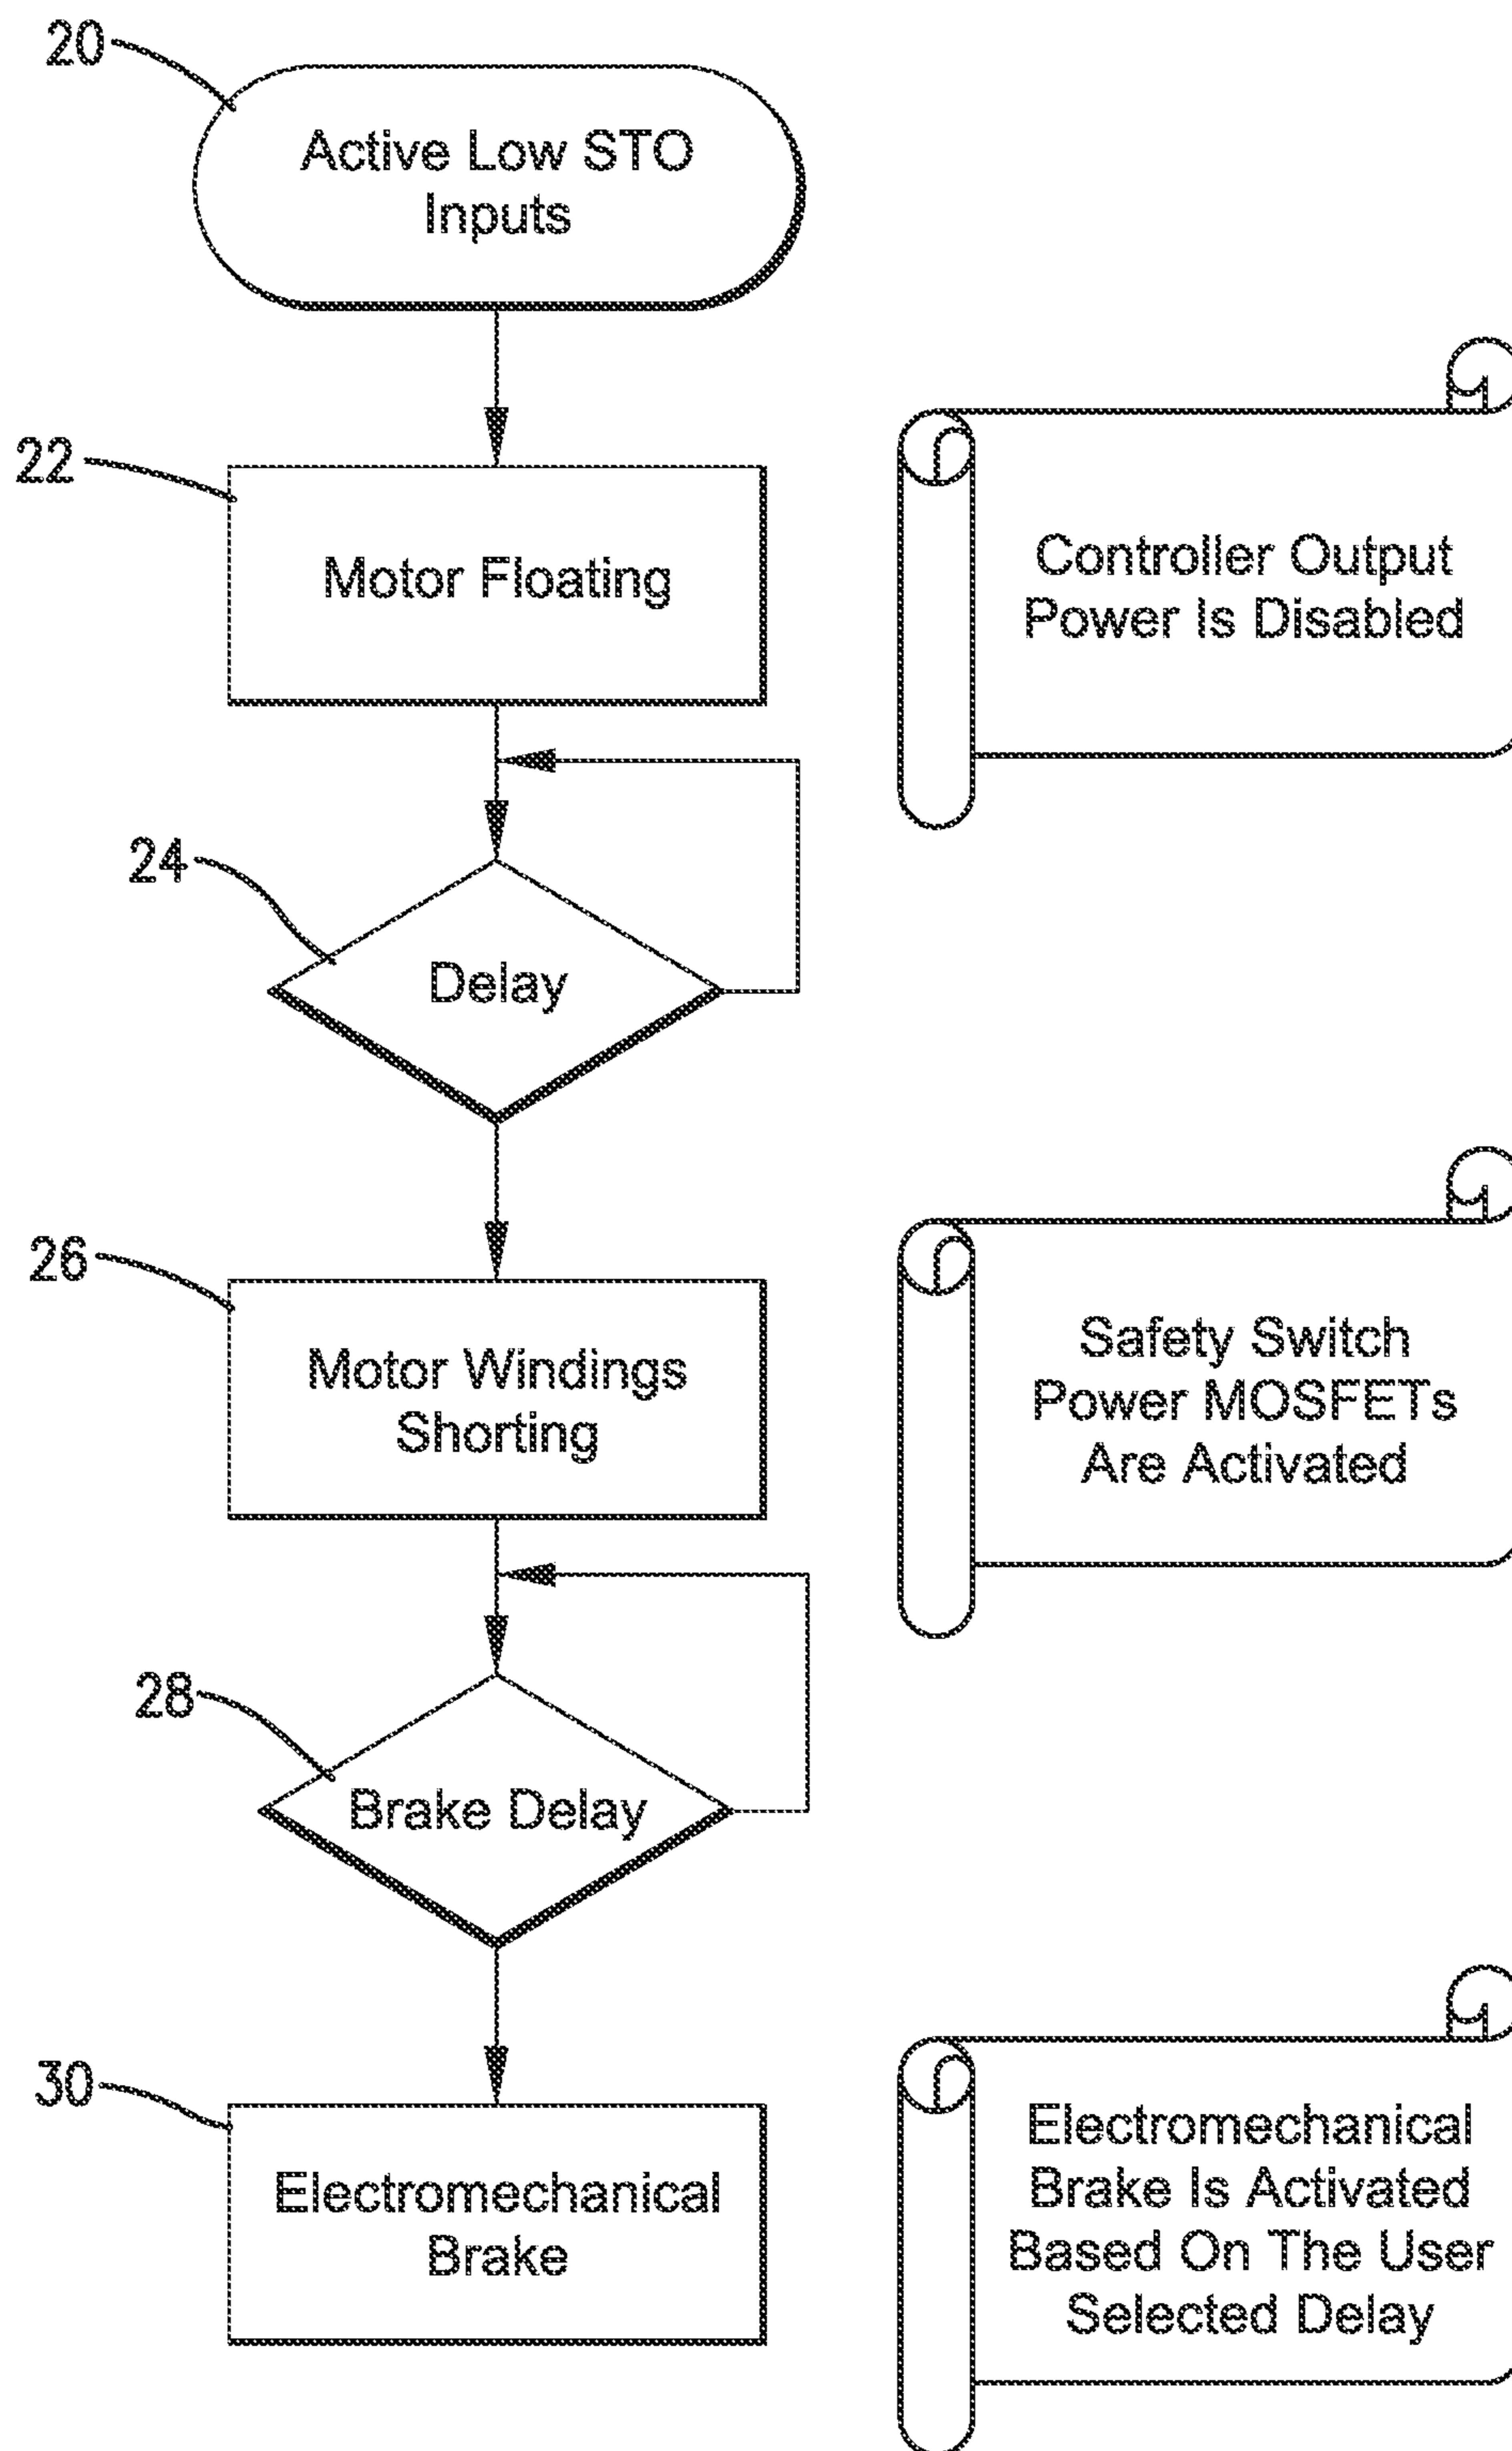 20
Active Low STO
Inputs
22
Motor Floating
Controller Output
Power Is Disabled
24
Delay
26
Motor Windings
Shorting
Safety Switch
Power MOSFETs
Are Activated
28
Brake Delay
30
Electromechanical
Brake
Electromechanical
Brake Is Activated
Based On The User
Selected Delay